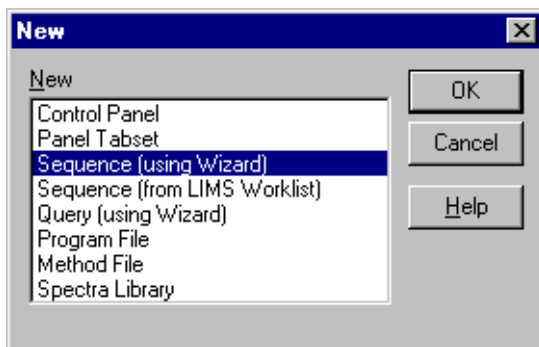 New
New
Control Panel
Panel Tabset
Sequence (using Wizard)
Sequence (from LIMS Worklist)
Query (using Wizard)
Program File
Method File
Spectra Library
OK
Cancel
Help